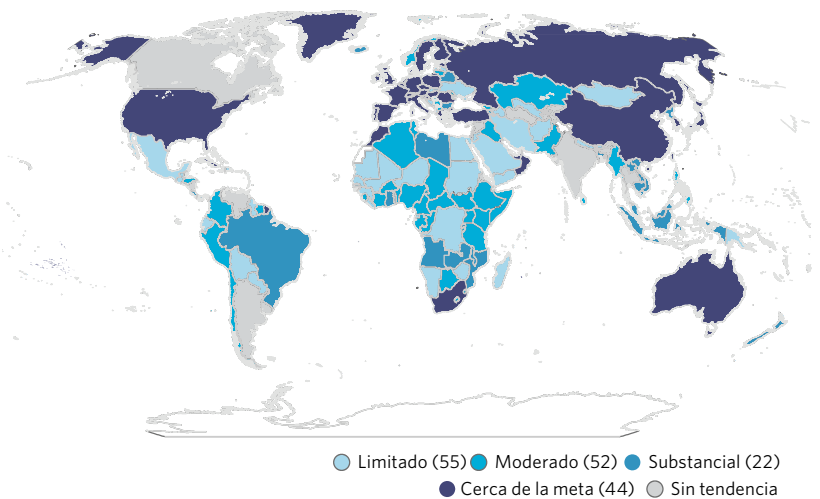 Limitado (55) Moderado (52) Substancial (22)
Cerca de la meta (44) Sin tendencia